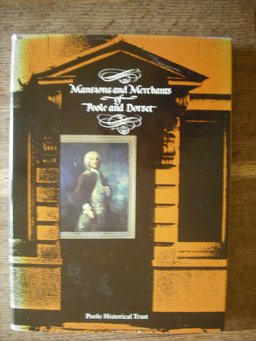 Mansions and Merchants
of
Poole and Dorset
Poole Historical Trust